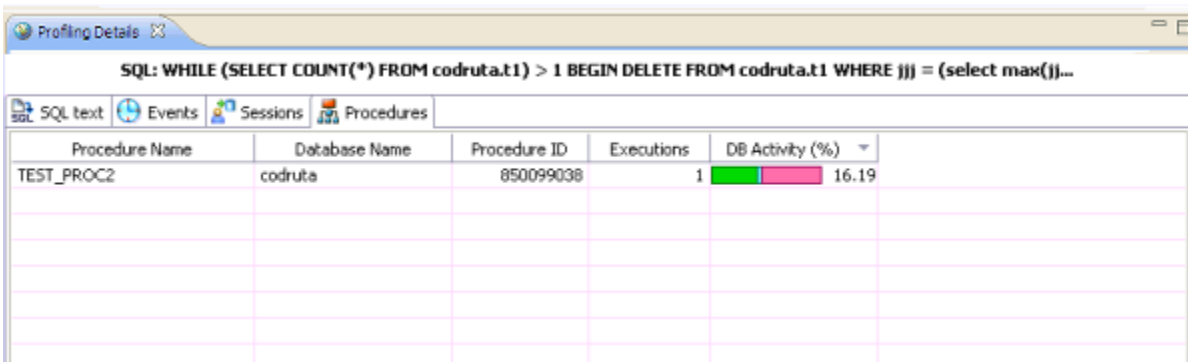 Profiling Details
SQL: WHILE (SELECT COUNT(*) FROM codruta.t1) > 1 BEGIN DELETE FROM codruta.t1 WHERE jjj = (select max(jj...
SQL text Events Sessions Procedures
Procedure Name Database Name Procedure ID Executions DB Activity (%)
TEST_PROC2 codruta 850099038 1 16.19